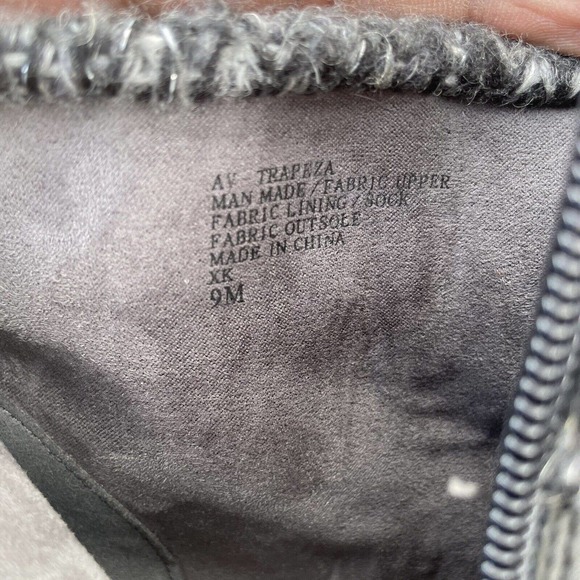 AV - TRAPEZA
MAN MADE / FABRIC UPPER
FABRIC LINING / SOCK
FABRIC OUTSOLE
MADE IN CHINA
XK
9M